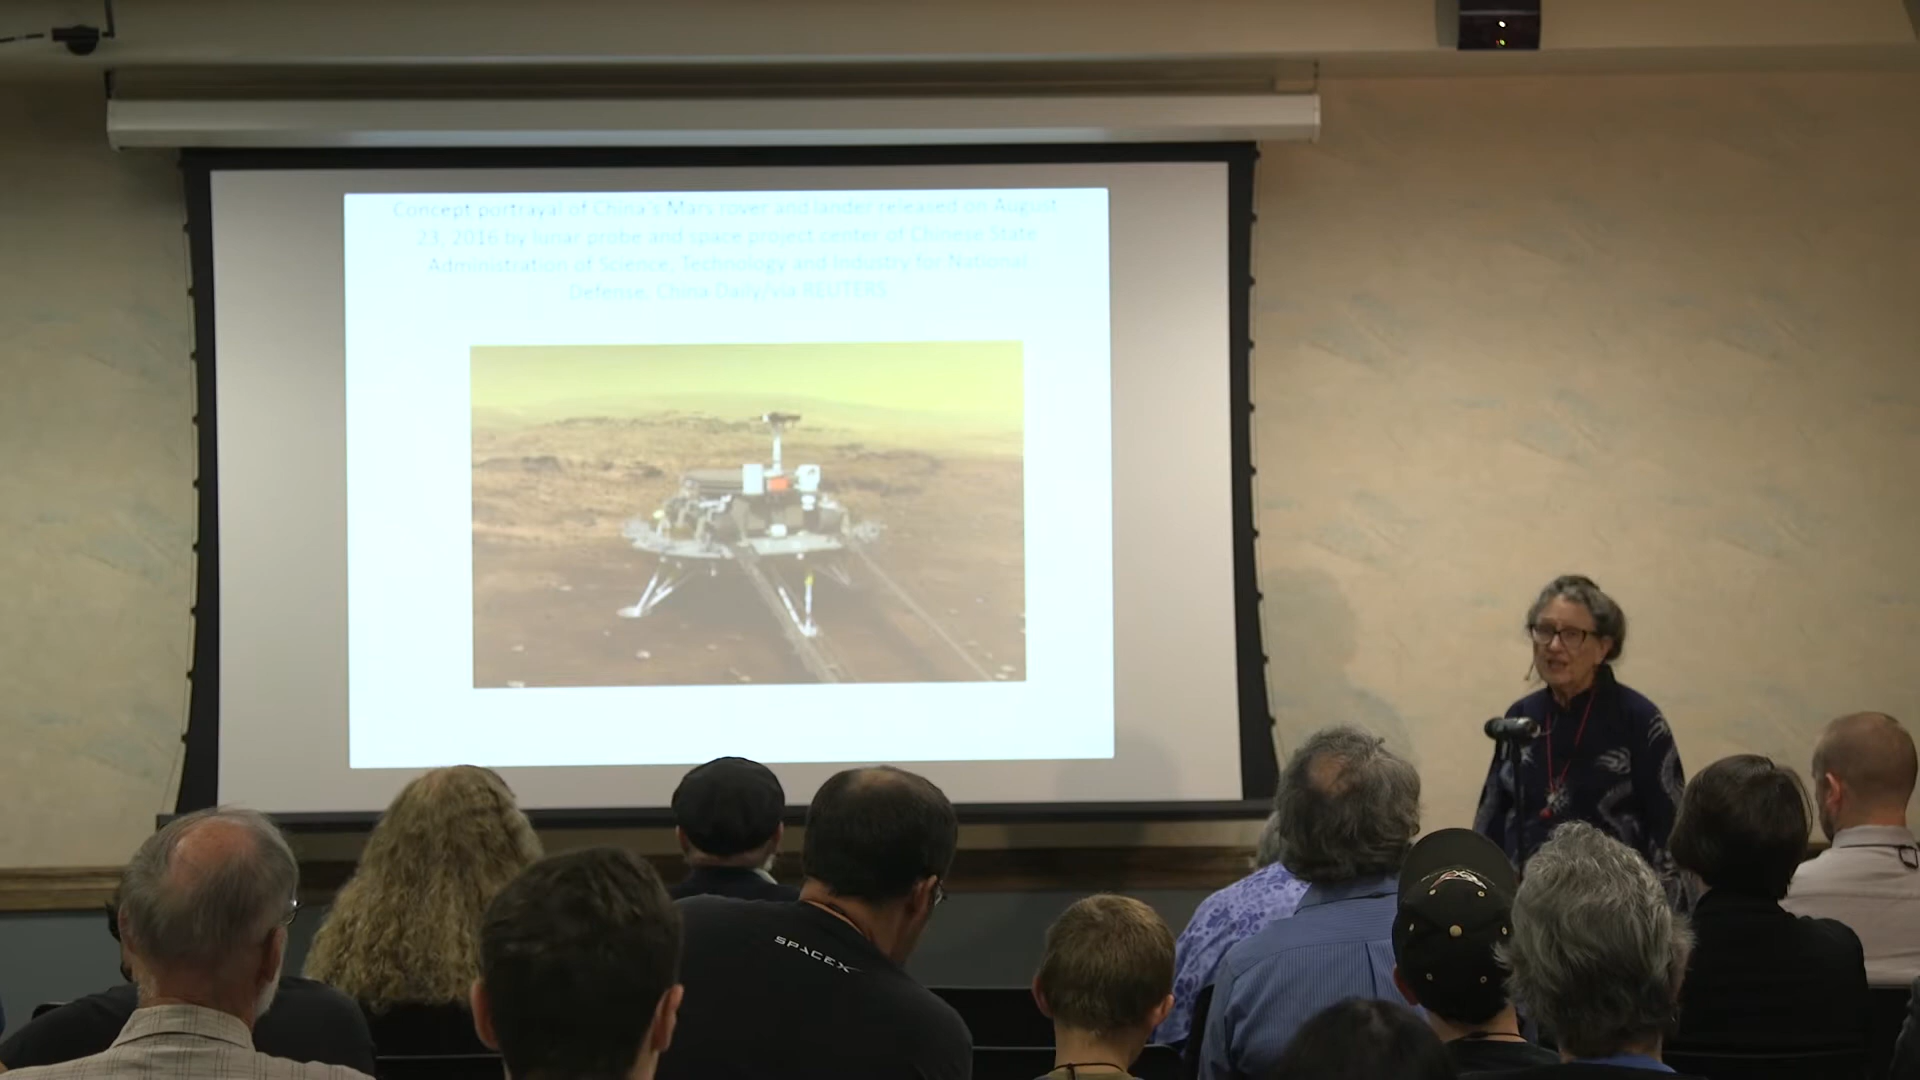 Concept portrayal of China's Mars rover and lander released on August
23, 2016 by lunar probe and space project center of Chinese State
Administration of Science, Technology and Industry for National
Defense. China Daily/via REUTERS
SPACEX